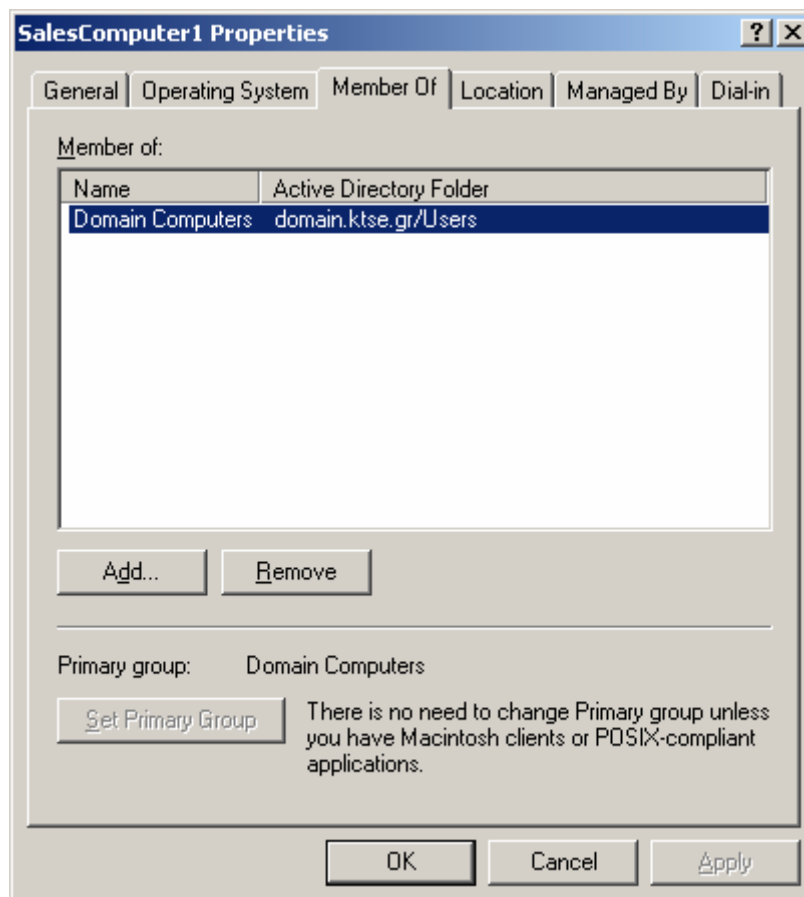 SalesComputer1 Properties
General Operating System Member Of Location Managed By Dial-in
Member of:
Name Active Directory Folder
Domain Computers domain.ktse.gr/Users
Add... Remove
Primary group: Domain Computers
Set Primary Group
There is no need to change Primary group unless
you have Macintosh clients or POSIX-compliant
applications.
OK Cancel Apply